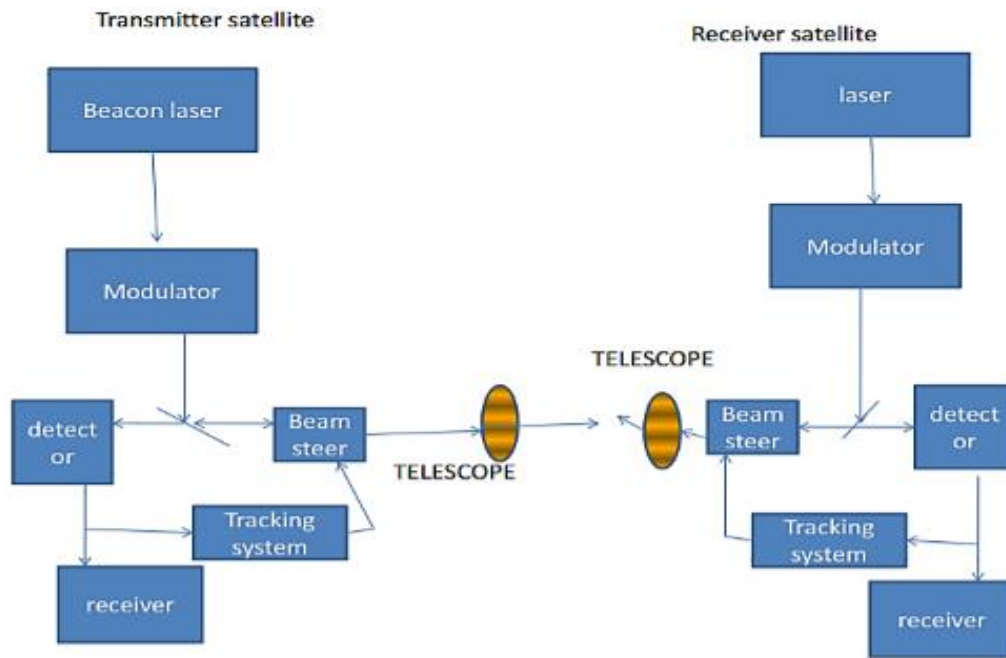 Transmitter satellite
Receiver satellite
Beacon laser
laser
Modulator
Modulator
TELESCOPE
detect
or
Beam
steer
TELESCOPE
Beam
steer
detect
or
Tracking
system
Tracking
system
receiver
receiver